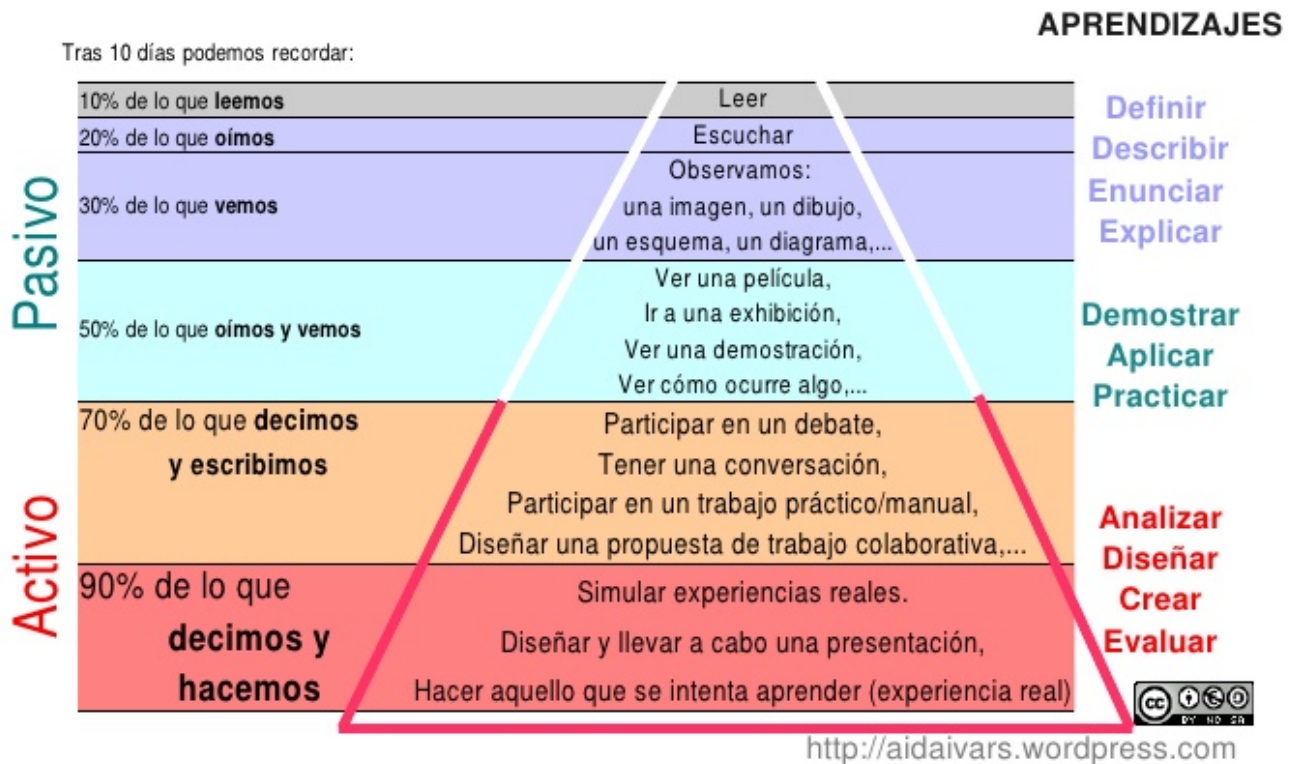 APRENDIZAJES
Tras 10 días podemos recordar:
Pasivo
Activo
10% de lo que leemos
Leer
20% de lo que oímos
Escuchar
30% de lo que vemos
Observamos:
una imagen, un dibujo,
un esquema, un diagrama,...
50% de lo que oímos y vemos
Ver una película,
Ir a una exhibición,
Ver una demostración,
Ver cómo ocurre algo,...
70% de lo que decimos
y escribimos
Participar en un debate,
Tener una conversación,
Participar en un trabajo práctico/manual,
Diseñar una propuesta de trabajo colaborativa,...
90% de lo que
decimos y
hacemos
Simular experiencias reales.
Diseñar y llevar a cabo una presentación,
Hacer aquello que se intenta aprender (experiencia real)
Definir
Describir
Enunciar
Explicar
Demostrar
Aplicar
Practicar
Analizar
Diseñar
Crear
Evaluar
cc
BY NO SA
http://aidaivars.wordpress.com